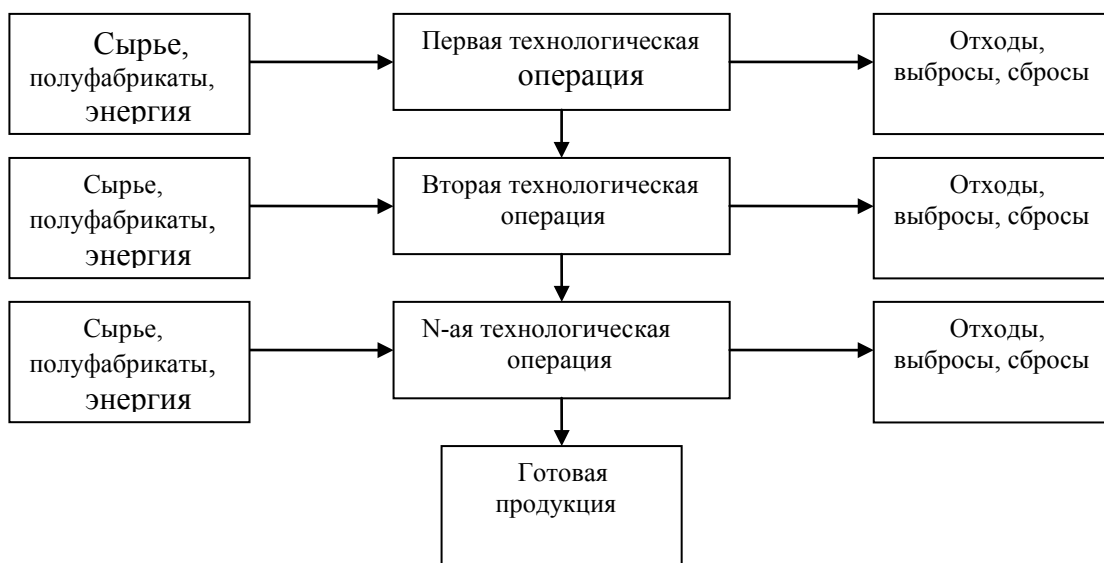 Сырье,
полуфабрикаты,
энергия
Первая технологическая
операция
Отходы,
выбросы, сбросы
Сырье,
полуфабрикаты,
энергия
Вторая технологическая
операция
Отходы,
выбросы, сбросы
Сырье,
полуфабрикаты,
энергия
N-ая технологическая
операция
Отходы,
выбросы, сбросы
Готовая
продукция